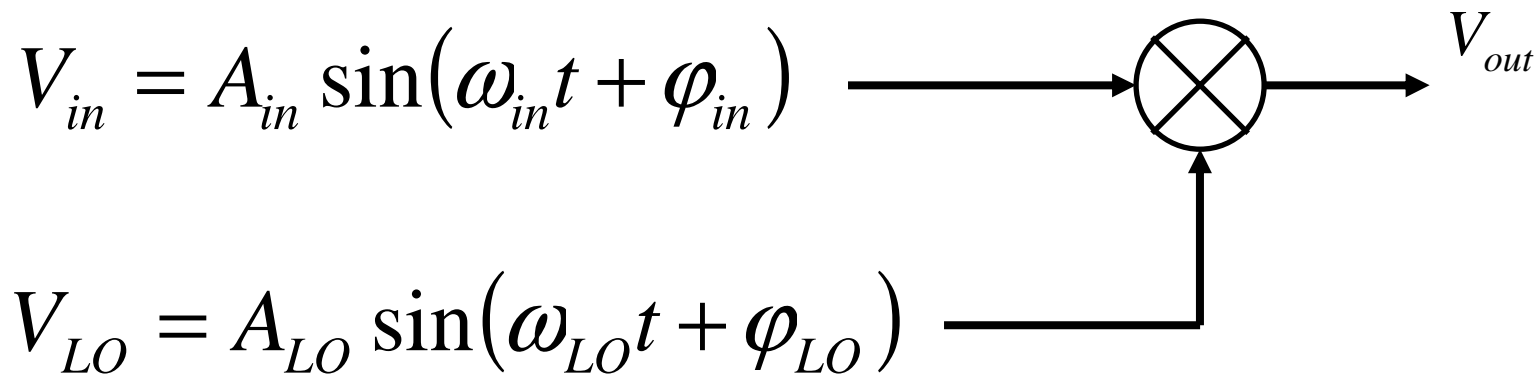 V_in = A_in sin(ω_in t + φ_in)
V_out
V_LO = A_LO sin(ω_LO t + φ_LO)